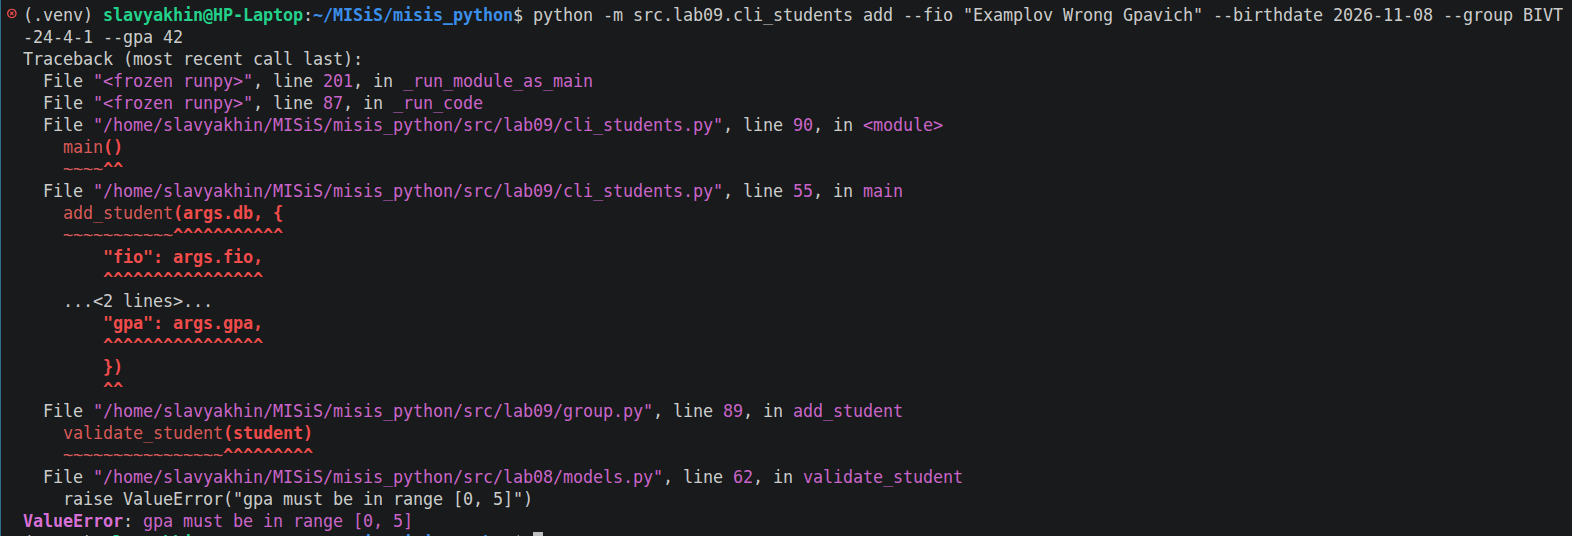 (.venv) slavyakhin@HP-Laptop:~/MISiS/misis_python$ python -m src.lab09.cli_students add --fio "Examplov Wrong Gpavich" --birthdate 2026-11-08 --group BIVT
-24-4-1 --gpa 42
Traceback (most recent call last):
  File "<frozen runpy>", line 201, in _run_module_as_main
  File "<frozen runpy>", line 87, in _run_code
  File "/home/slavyakhin/MISiS/misis_python/src/lab09/cli_students.py", line 90, in <module>
    main()
    ~~~~^^
  File "/home/slavyakhin/MISiS/misis_python/src/lab09/cli_students.py", line 55, in main
    add_student(args.db, {
    ~~~~~~~~~~~^^^^^^^^^^^
        "fio": args.fio,
        ^^^^^^^^^^^^^^^^
    ...<2 lines>...
        "gpa": args.gpa,
        ^^^^^^^^^^^^^^^^
        })
        ^^
  File "/home/slavyakhin/MISiS/misis_python/src/lab09/group.py", line 89, in add_student
    validate_student(student)
    ~~~~~~~~~~~~~~~~^^^^^^^^^
  File "/home/slavyakhin/MISiS/misis_python/src/lab08/models.py", line 62, in validate_student
    raise ValueError("gpa must be in range [0, 5]")
ValueError: gpa must be in range [0, 5]